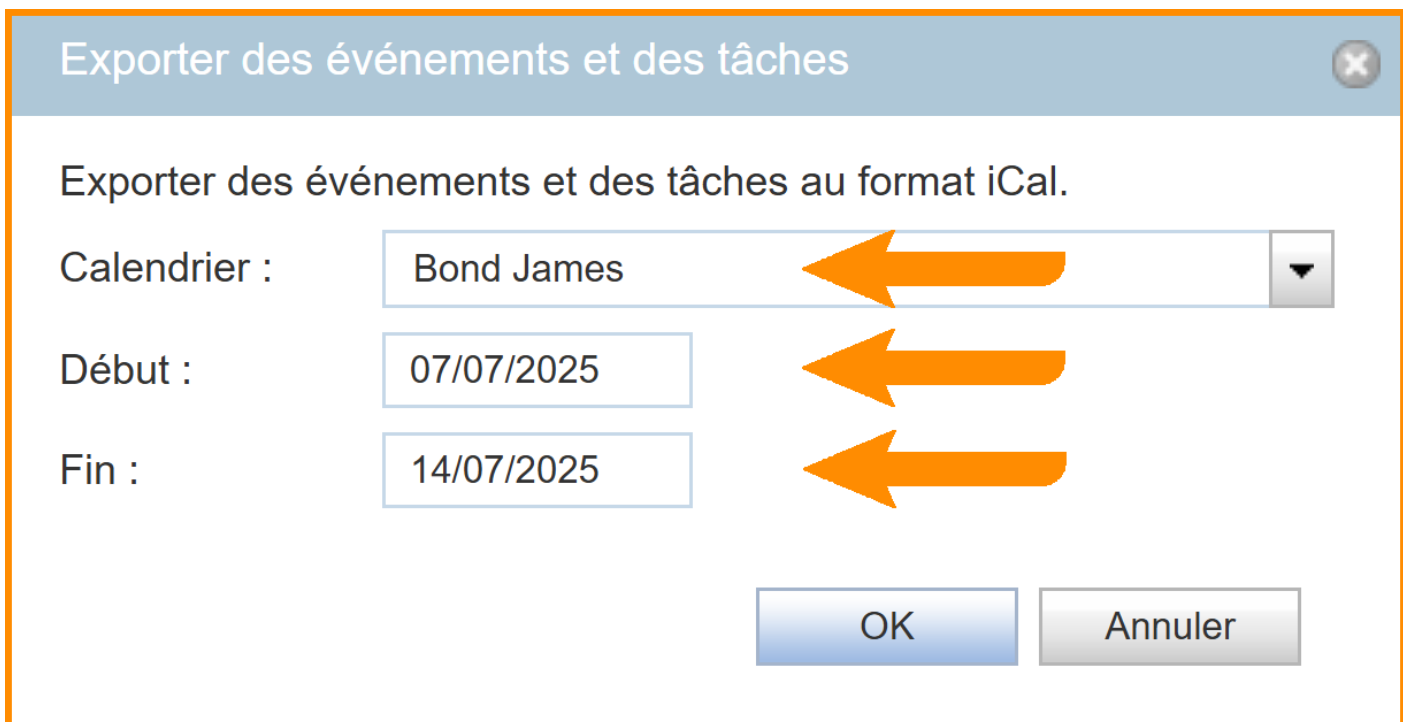 Exporter des événements et des tâches
Exporter des événements et des tâches au format iCal.
Calendrier : Bond James
Début : 07/07/2025
Fin : 14/07/2025
OK Annuler